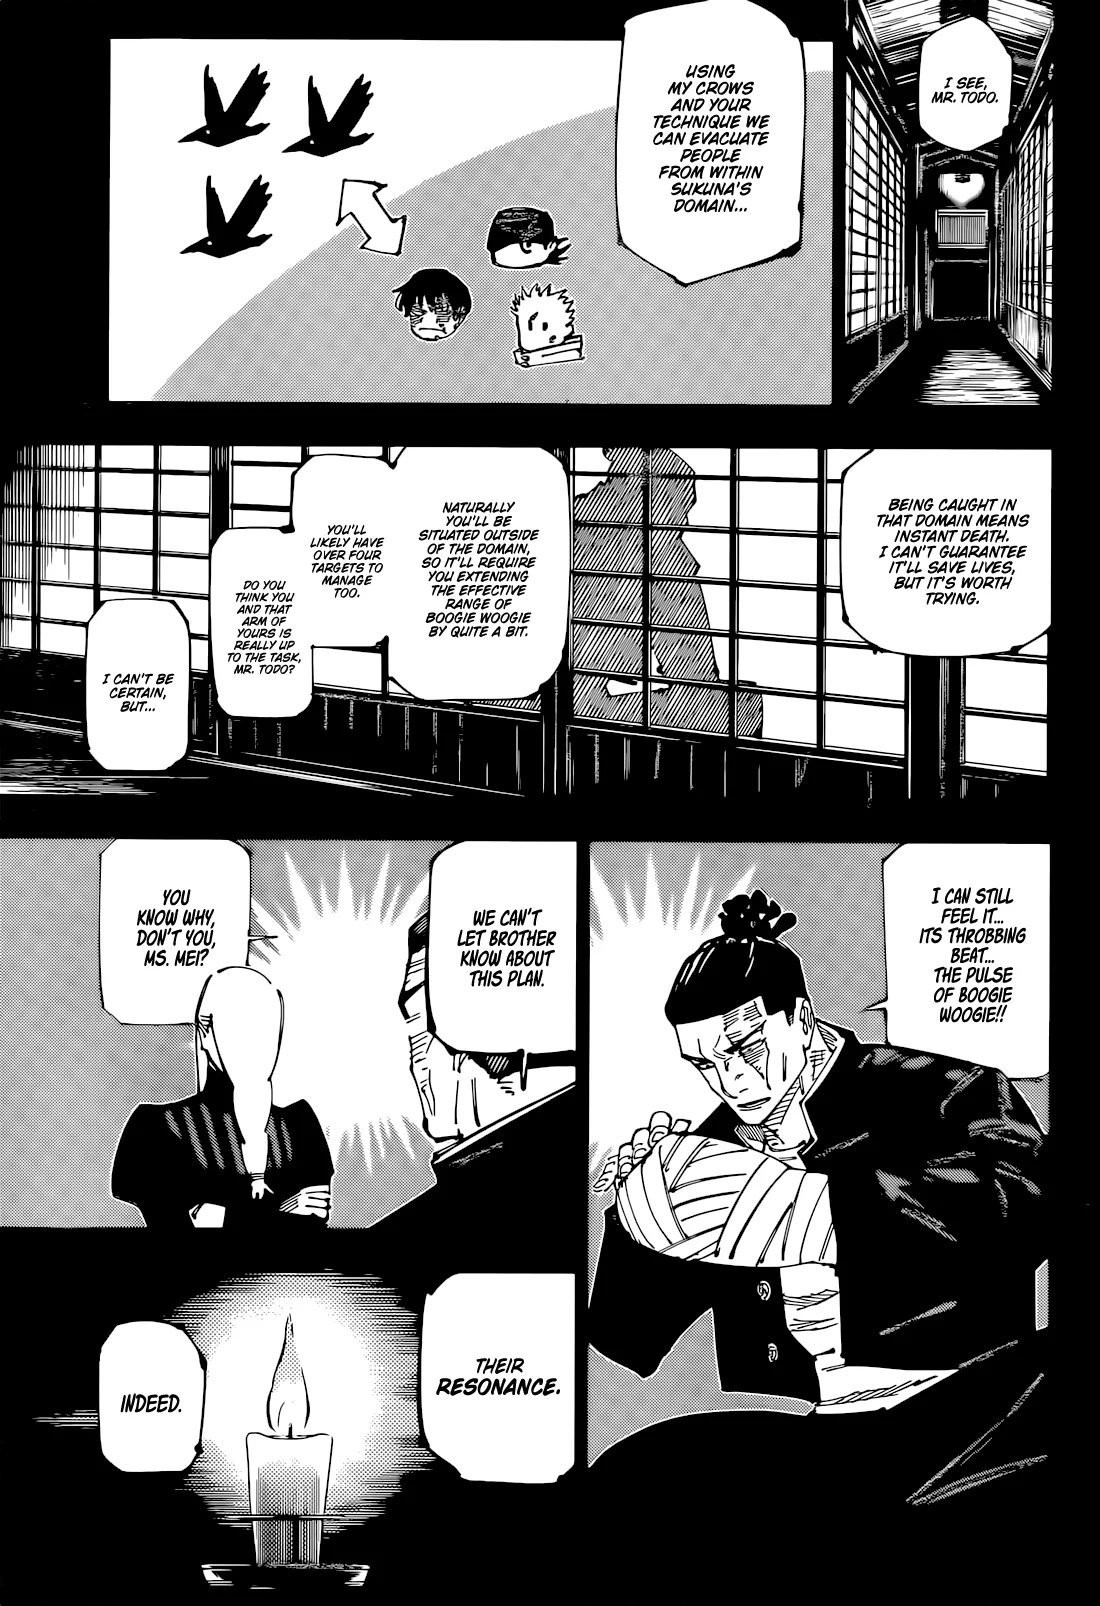 I SEE,
MR. TODO.
USING
MY CROWS
AND YOUR
TECHNIQUE WE
CAN EVACUATE
PEOPLE
FROM WITHIN
SUKUNA'S
DOMAIN...
BEING CAUGHT IN
THAT DOMAIN MEANS
INSTANT DEATH.
I CAN'T GUARANTEE
IT'LL SAVE LIVES,
BUT IT'S WORTH
TRYING.
NATURALLY
YOU'LL BE
SITUATED OUTSIDE
OF THE DOMAIN,
SO IT'LL REQUIRE
YOU EXTENDING
THE EFFECTIVE
RANGE OF
BOOGIE WOOGIE
BY QUITE A BIT.
YOU'LL
LIKELY HAVE
OVER FOUR
TARGETS TO
MANAGE
TOO.
DO YOU
THINK YOU
AND THAT
ARM OF
YOURS IS
REALLY UP
TO THE TASK,
MR. TODO?
I CAN'T BE
CERTAIN,
BUT...
I CAN STILL
FEEL IT...
ITS THROBBING
BEAT...
THE PULSE
OF BOOGIE
WOOGIE!!
WE CAN'T
LET BROTHER
KNOW ABOUT
THIS PLAN.
YOU
KNOW WHY,
DON'T YOU,
MS. MEI?
THEIR
RESONANCE.
INDEED.